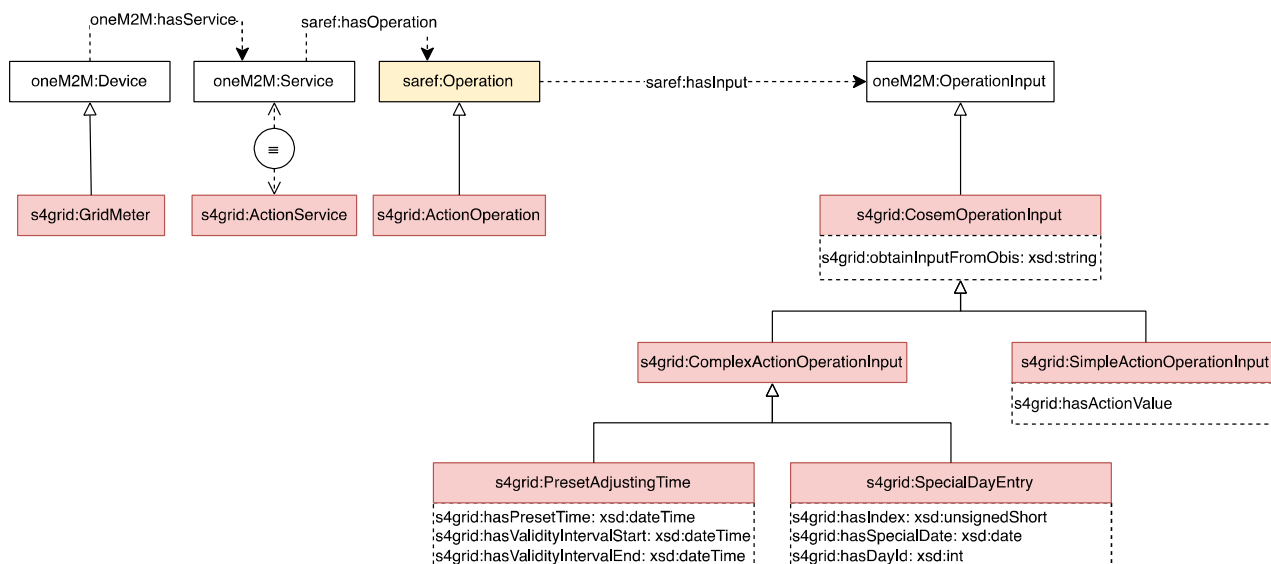 oneM2M:hasService
saref:hasOperation
oneM2M:Device
oneM2M:Service
saref:Operation
saref:hasInput
oneM2M:OperationInput
≡
s4grid:GridMeter
s4grid:ActionService
s4grid:ActionOperation
s4grid:CosemOperationInput
s4grid:obtainInputFromObis: xsd:string
s4grid:ComplexActionOperationInput
s4grid:SimpleActionOperationInput
s4grid:hasActionValue
s4grid:PresetAdjustingTime
s4grid:hasPresetTime: xsd:dateTime
s4grid:hasValidityIntervalStart: xsd:dateTime
s4grid:hasValidityIntervalEnd: xsd:dateTime
s4grid:SpecialDayEntry
s4grid:hasIndex: xsd:unsignedShort
s4grid:hasSpecialDate: xsd:date
s4grid:hasDayId: xsd:int